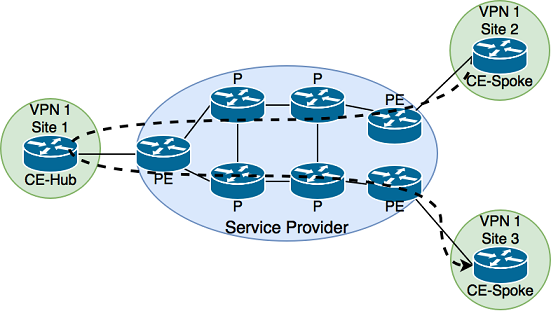 VPN 1
Site 2
CE-Spoke
P
P
PE
VPN 1
Site 1
CE-Hub
PE
P
P
PE
Service Provider
VPN 1
Site 3
CE-Spoke